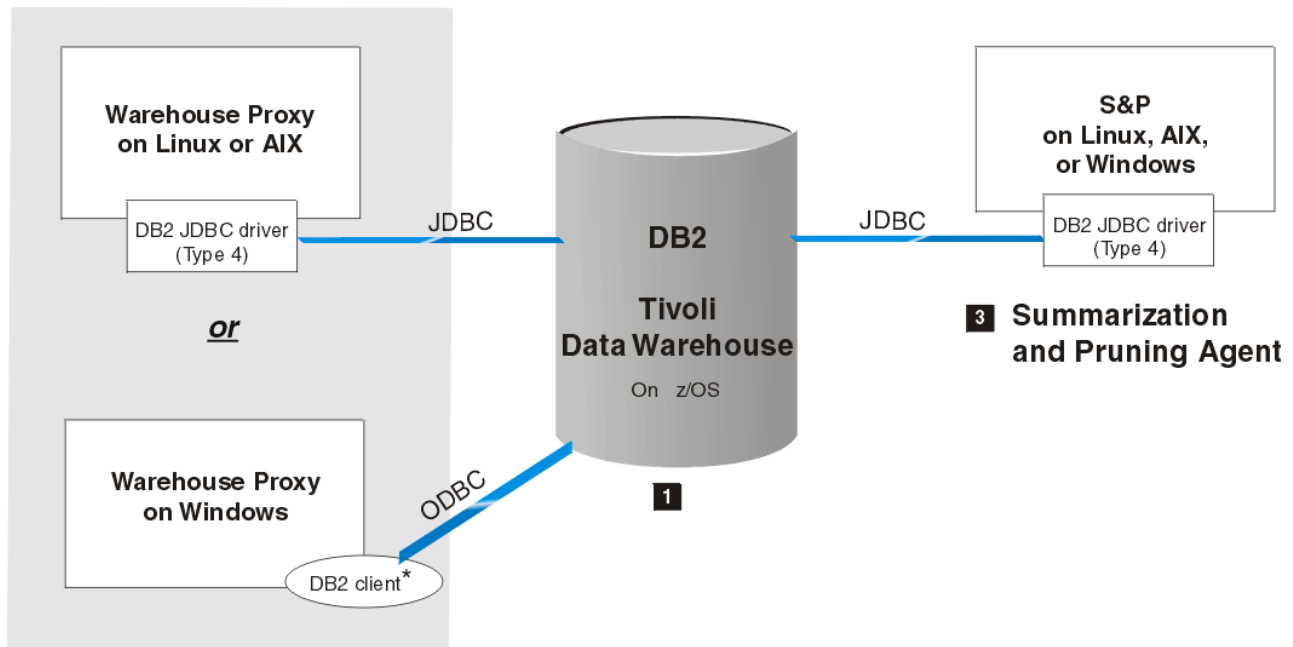 Warehouse Proxy
on Linux or AIX
DB2 JDBC driver
(Type 4)
JDBC
or
Warehouse Proxy
on Windows
DB2 client*
ODBC
DB2
Tivoli
Data Warehouse
On z/OS
1
JDBC
S&P
on Linux, AIX,
or Windows
DB2 JDBC driver
(Type 4)
3 Summarization
and Pruning Agent